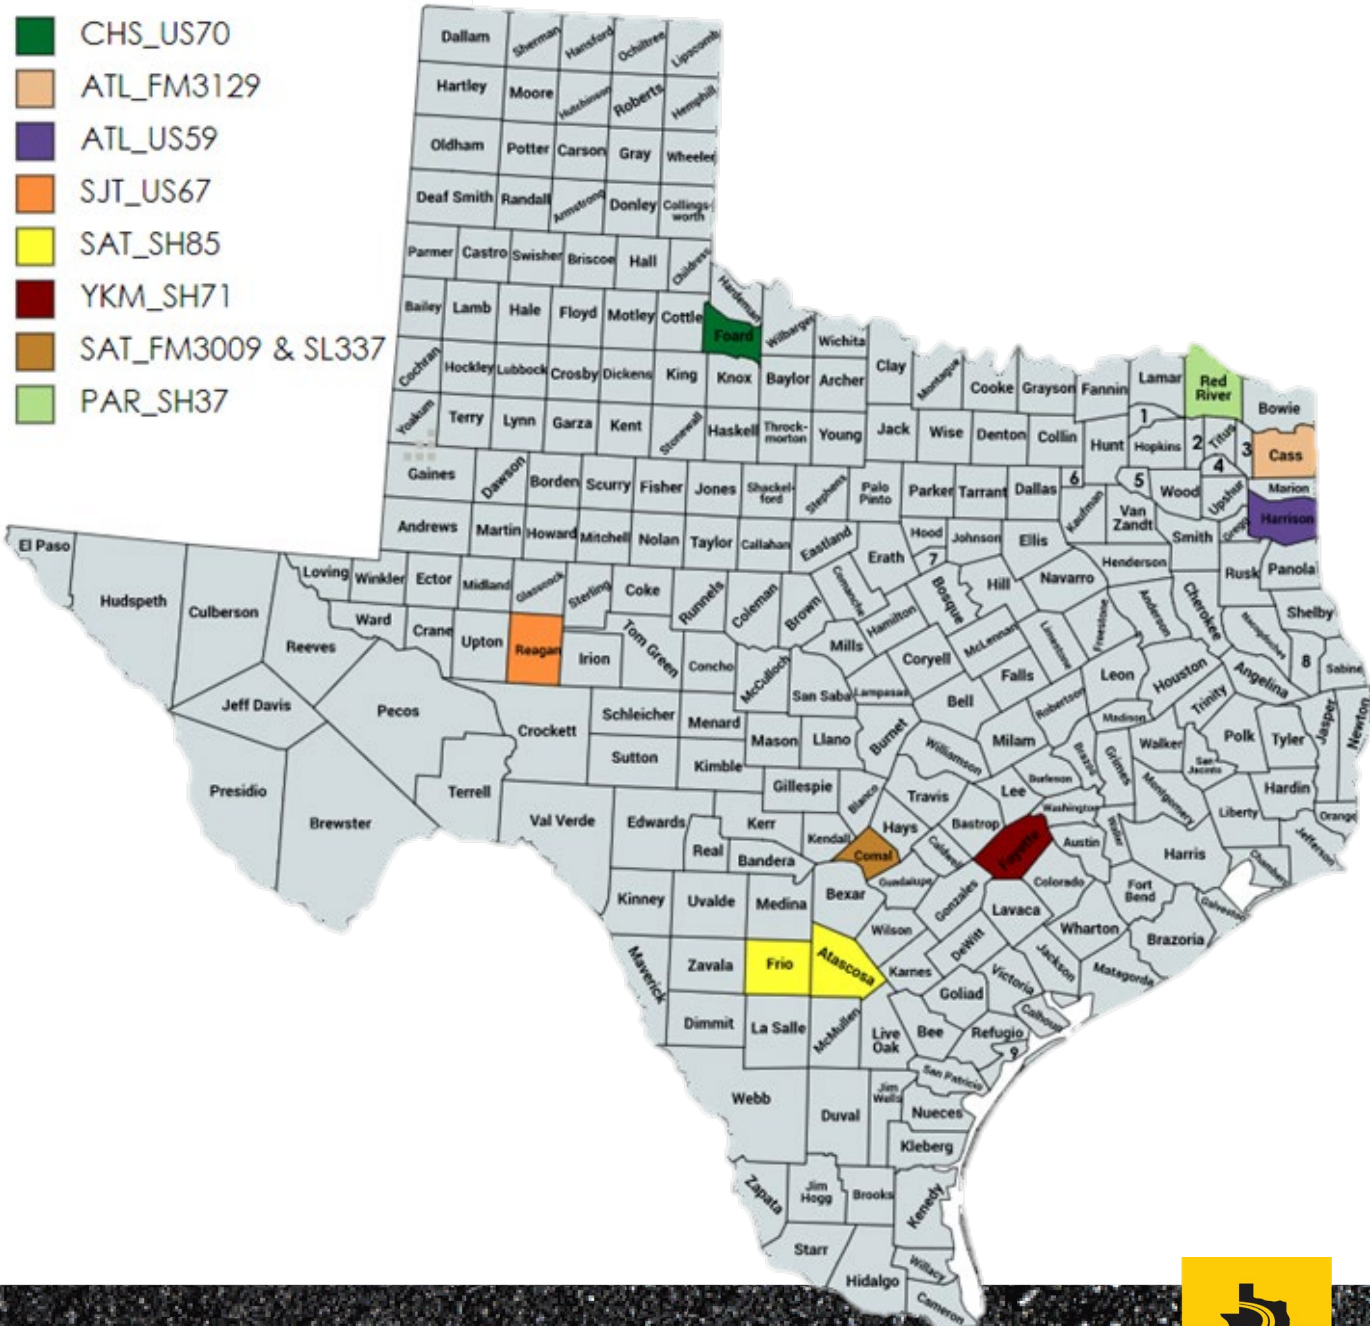 CHS_US70
ATL_FM3129
ATL_US59
SJT_US67
SAT_SH85
YKM_SH71
SAT_FM3009 & SL337
PAR_SH37
Dallam Sherman Hansford Ochiltree Lipscomb
Hartley Moore Hutchinson Roberts Hemphill
Oldham Potter Carson Gray Wheeler
Deaf Smith Randall Armstrong Donley Collings-
worth
Parmer Castro Swisher Briscoe Hall Childress
Hardeman
Bailey Lamb Hale Floyd Motley Cottle Foard Wilbarger Wichita
Cochran Hockley Lubbock Crosby Dickens King Knox Baylor Archer Clay Montague Cooke Grayson Fannin Lamar Red
River Bowie
Yoakum Terry Lynn Garza Kent Stonewall Haskell Throck-
morton Young Jack Wise Denton Collin Hunt 1 Hopkins 2 Titus 3 Cass
Gaines Dawson Borden Scurry Fisher Jones Shackel-
ford Stephens Palo
Pinto Parker Tarrant Dallas 6 Kaufman 5 Wood 4 Upshur Marion
Andrews Martin Howard Mitchell Nolan Taylor Callahan Eastland Erath Hood Johnson Ellis Van
Zandt Smith Gregg Harrison
El Paso Hudspeth Culberson Reeves Loving Winkler Ector Midland Glasscock Sterling Coke Runnels Coleman Brown Comanche 7 Bosque Hill Navarro Henderson Rusk Panola
Ward Crane Upton Reagan Irion Tom Green Concho McCulloch Mills Hamilton McLennan Limestone Freestone Anderson Cherokee Nacogdoches Shelby
Jeff Davis Pecos Crockett Schleicher Menard San Saba Lampasas Coryell Bell Falls Robertson Leon Houston Angelina 8 Sabine
Presidio Brewster Terrell Sutton Kimble Mason Llano Burnet Williamson Milam Brazos Madison Grimes Walker Trinity San
Jacinto Polk Tyler Jasper Newton
Val Verde Edwards Kerr Gillespie Blanco Travis Lee Burleson Washington Montgomery Liberty Hardin Orange
Real Bandera Kendall Comal Hays Caldwell Bastrop Fayette Austin Waller Harris Chambers Jefferson
Kinney Uvalde Medina Bexar Guadalupe Gonzales Lavaca Colorado Fort
Bend Galveston
Maverick Zavala Frio Atascosa Wilson Karnes DeWitt Jackson Wharton Brazoria
Dimmit La Salle McMullen Live
Oak Bee Goliad Victoria Refugio Calhoun Matagorda
9
Webb Duval Jim
Wells San Patricio Nueces
Kleberg
Zapata Jim
Hogg Brooks Kenedy
Starr Hidalgo Willacy Cameron